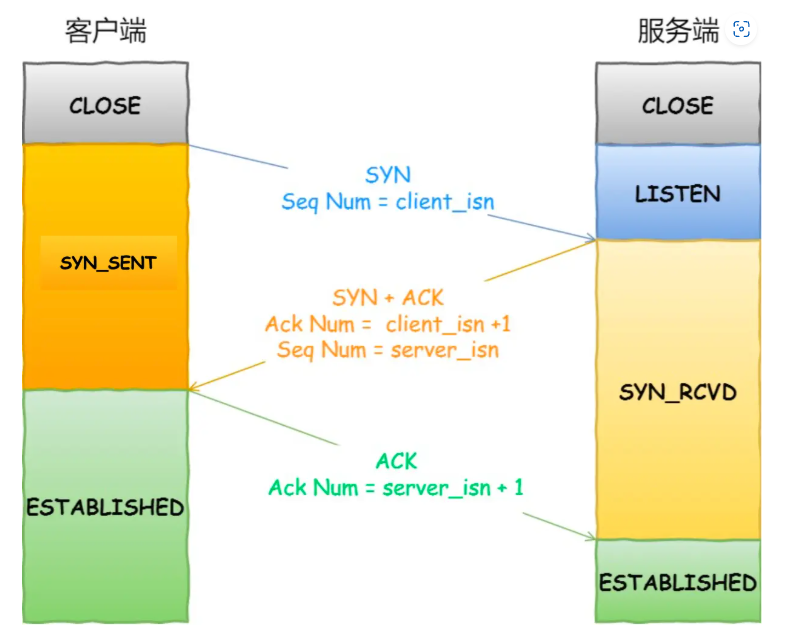 客户端
服务端
CLOSE
CLOSE
SYN
Seq Num = client_isn
LISTEN
SYN_SENT
SYN + ACK
Ack Num = client_isn +1
Seq Num = server_isn
SYN_RCVD
ACK
Ack Num = server_isn + 1
ESTABLISHED
ESTABLISHED